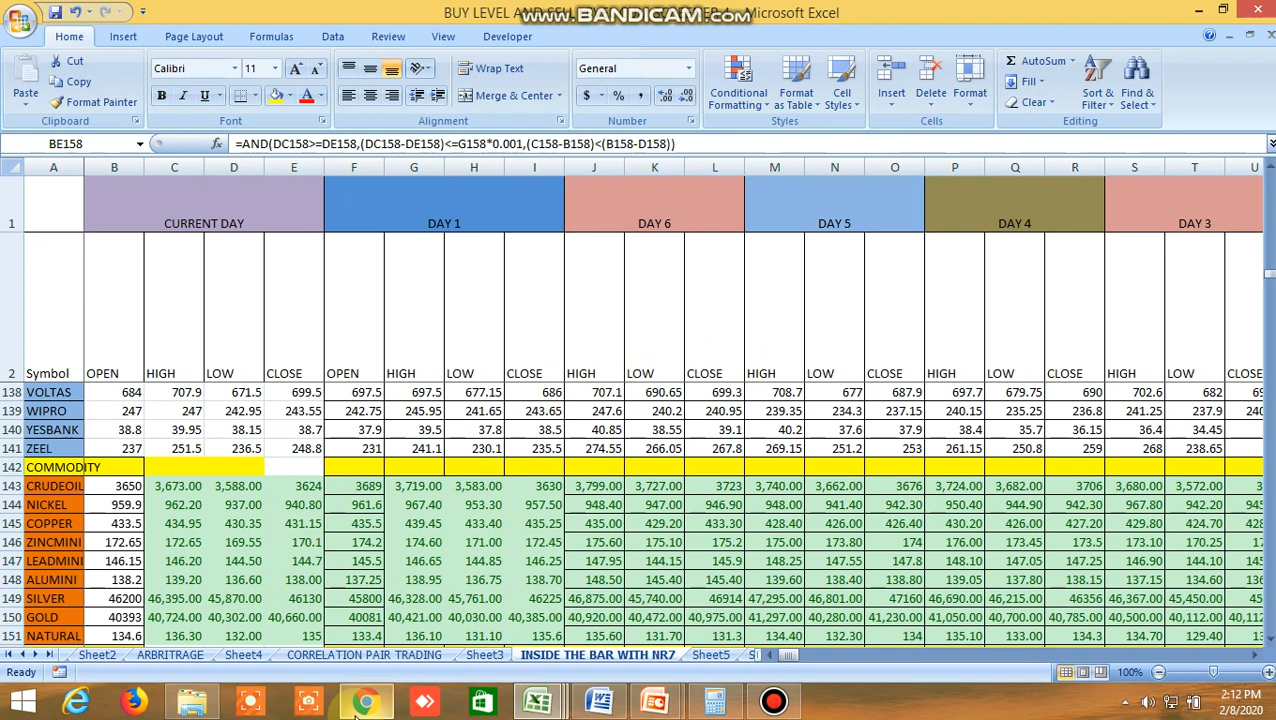 BUY LEVEL AND SELL
- Microsoft Excel
www.BANDICAM.com
Home Insert Page Layout Formulas Data Review View Developer
Paste
Cut
Copy
Format Painter
Clipboard
Calibri 11
B I U
Font
Wrap Text
Merge & Center
Alignment
General
$ % ,
Number
Conditional Formatting
Format as Table
Cell Styles
Styles
Insert Delete Format
Cells
Σ AutoSum
Fill
Clear
Sort & Filter
Find & Select
Editing
BE158 fx =AND(DC158>=DE158,(DC158-DE158)<=G158*0.001,(C158-B158)<(B158-D158))
A B C D E F G H I J K L M N O P Q R S T U
1 CURRENT DAY DAY 1 DAY 6 DAY 5 DAY 4 DAY 3
2 Symbol OPEN HIGH LOW CLOSE OPEN HIGH LOW CLOSE HIGH LOW CLOSE HIGH LOW CLOSE HIGH LOW CLOSE HIGH LOW
138 VOLTAS 684 707.9 671.5 699.5 697.5 697.5 677.15 686 707.1 690.65 699.3 708.7 677 687.9 697.7 679.75 690 702.6 682
139 WIPRO 247 247 242.95 243.55 242.75 245.95 241.65 243.65 247.6 240.2 240.95 239.35 234.3 237.15 240.15 235.25 236.8 241.25 237.9
140 YESBANK 38.8 39.95 38.15 38.7 37.9 39.5 37.8 38.5 40.85 38.55 39.1 40.2 37.6 37.9 38.4 35.7 36.15 36.4 34.45
141 ZEEL 237 251.5 236.5 248.8 231 241.1 230.1 235.5 274.55 266.05 267.8 269.15 251.2 253 261.15 250.8 259 268 238.65
142 COMMODITY
143 CRUDEOIL 3650 3,673.00 3,588.00 3624 3689 3,719.00 3,583.00 3630 3,799.00 3,727.00 3723 3,740.00 3,662.00 3676 3,724.00 3,682.00 3706 3,680.00 3,572.00
144 NICKEL 959.9 962.20 937.00 940.80 961.6 967.40 953.30 957.50 948.40 947.00 946.90 948.00 941.40 942.30 950.40 944.90 942.30 967.80 942.20
145 COPPER 433.5 434.95 430.35 431.15 435.5 439.45 433.40 435.25 435.00 429.20 433.30 428.40 426.00 426.40 430.20 424.10 427.20 430.80 424.70
146 ZINCMINI 172.65 172.65 169.55 170.1 174.2 174.60 171.00 172.45 175.60 175.10 175.2 175.00 173.80 174 176.00 173.45 173.5 173.10 170.25
147 LEADMINI 146.15 146.20 144.50 144.7 145.5 146.65 144.85 146.25 147.95 145.10 145.9 148.25 147.55 147.8 148.15 145.20 145.3 146.90 144.10
148 ALUMINI 138.2 139.20 136.60 138.00 137.25 138.95 136.75 138.70 148.50 145.40 145.40 139.10 138.40 138.80 139.05 137.80 138.15 137.15 134.60
149 SILVER 46200 46,395.00 45,870.00 46130 45800 46,328.00 45,761.00 46225 46,875.00 45,740.00 46914 47,295.00 46,801.00 47168 46,690.00 46,215.00 46356 46,367.00 45,450.00
150 GOLD 40393 40,724.00 40,302.00 40,660.00 40081 40,421.00 40,030.00 40,385.00 40,920.00 40,472.00 40,975.00 41,297.00 40,280.00 41,230.00 41,050.00 40,700.00 40,785.00 40,500.00 40,112.00
151 NATURAL 134.6 136.30 132.00 135 133.4 136.10 131.10 135.6 135.60 131.70 131.3 134.40 132.30 134 135.10 133.00 133.3 134.70 129.40
Sheet2 ARBRITRAGE Sheet4 CORRELATION PAIR TRADING Sheet3 INSIDE THE BAR WITH NR7 Sheet5
Ready 100%
2:12 PM
2/8/2020